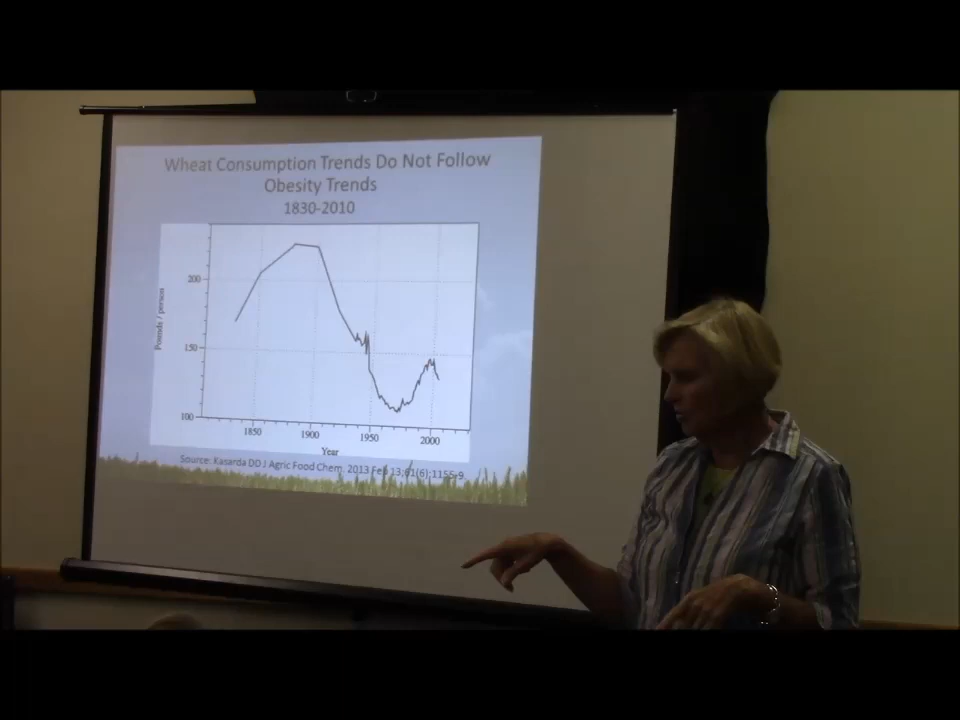 Wheat Consumption Trends Do Not Follow
Obesity Trends
1830-2010
200
150
100
Pounds / person
1850
1900
1950
2000
Year
Source: Kasarda DD J Agric Food Chem. 2013 Feb 13;61(6):1155-9.